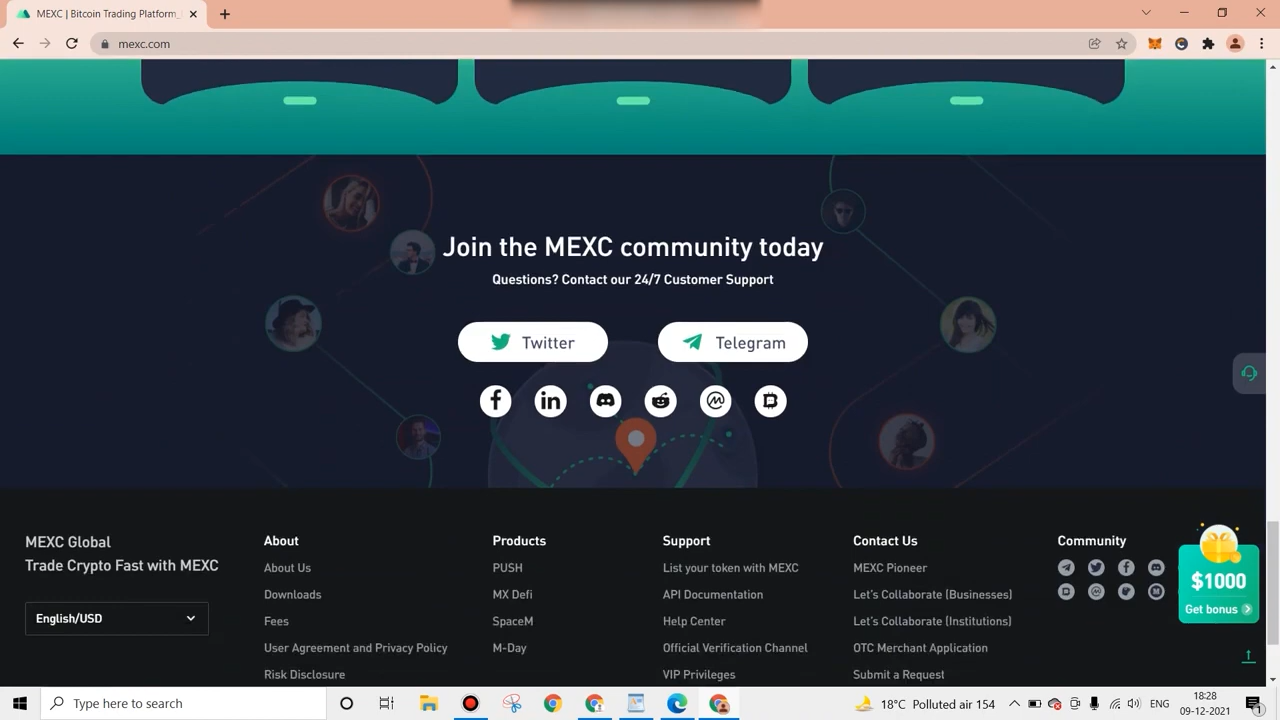 MEXC | Bitcoin Trading Platform_
mexc.com
Join the MEXC community today
Questions? Contact our 24/7 Customer Support
Twitter
Telegram
MEXC Global
Trade Crypto Fast with MEXC
English/USD
About
About Us
Downloads
Fees
User Agreement and Privacy Policy
Risk Disclosure
Products
PUSH
MX Defi
SpaceM
M-Day
Support
List your token with MEXC
API Documentation
Help Center
Official Verification Channel
VIP Privileges
Contact Us
MEXC Pioneer
Let's Collaborate (Businesses)
Let's Collaborate (Institutions)
OTC Merchant Application
Submit a Request
Community
$1000
Get bonus
Type here to search
18°C Polluted air 154
ENG
18:28
09-12-2021
1